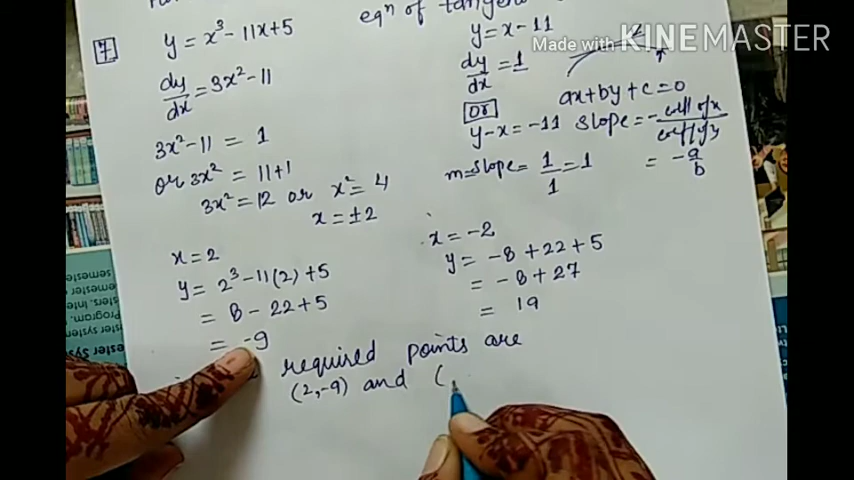 eqⁿ of tangent
7 y = x³ - 11x + 5
dy/dx = 3x² - 11
3x² - 11 = 1
or 3x² = 11 + 1
3x² = 12 or x² = 4
x = ±2
y = x - 11
dy/dx = 1
or
y - x = -11
m = slope = 1/1 = 1
ax + by + c = 0
slope = - coeff of x / coeff of y
= - a/b
x = 2
y = 2³ - 11(2) + 5
= 8 - 22 + 5
= -9
x = -2
y = -8 + 22 + 5
= -8 + 27
= 19
required points are
(2, -9) and (
Made with KINEMASTER
semester